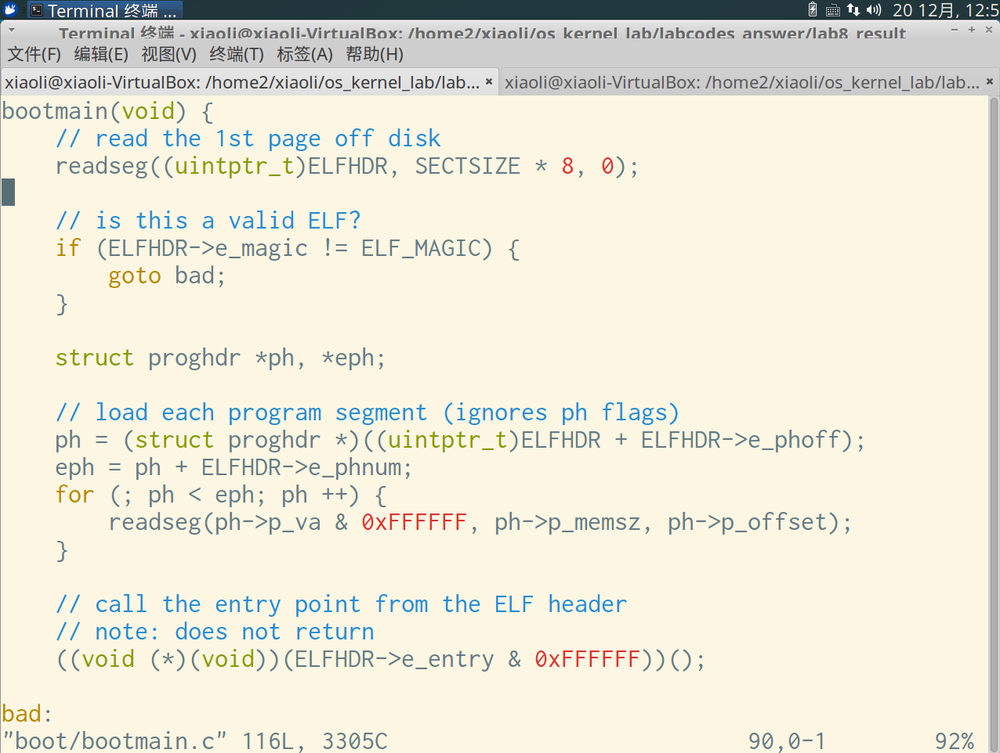 Terminal 终端 ...
20 12月, 12:5
Terminal 终端 - xiaoli@xiaoli-VirtualBox: /home2/xiaoli/os_kernel_lab/labcodes_answer/lab8_result
文件(F) 编辑(E) 视图(V) 终端(T) 标签(A) 帮助(H)
xiaoli@xiaoli-VirtualBox: /home2/xiaoli/os_kernel_lab/lab... × xiaoli@xiaoli-VirtualBox: /home2/xiaoli/os_kernel_lab/lab... ×
bootmain(void) {
    // read the 1st page off disk
    readseg((uintptr_t)ELFHDR, SECTSIZE * 8, 0);
    // is this a valid ELF?
    if (ELFHDR->e_magic != ELF_MAGIC) {
        goto bad;
    }
    struct proghdr *ph, *eph;
    // load each program segment (ignores ph flags)
    ph = (struct proghdr *)((uintptr_t)ELFHDR + ELFHDR->e_phoff);
    eph = ph + ELFHDR->e_phnum;
    for (; ph < eph; ph ++) {
        readseg(ph->p_va & 0xFFFFFF, ph->p_memsz, ph->p_offset);
    }
    // call the entry point from the ELF header
    // note: does not return
    ((void (*)(void))(ELFHDR->e_entry & 0xFFFFFF))();
bad:
"boot/bootmain.c" 116L, 3305C 90,0-1 92%